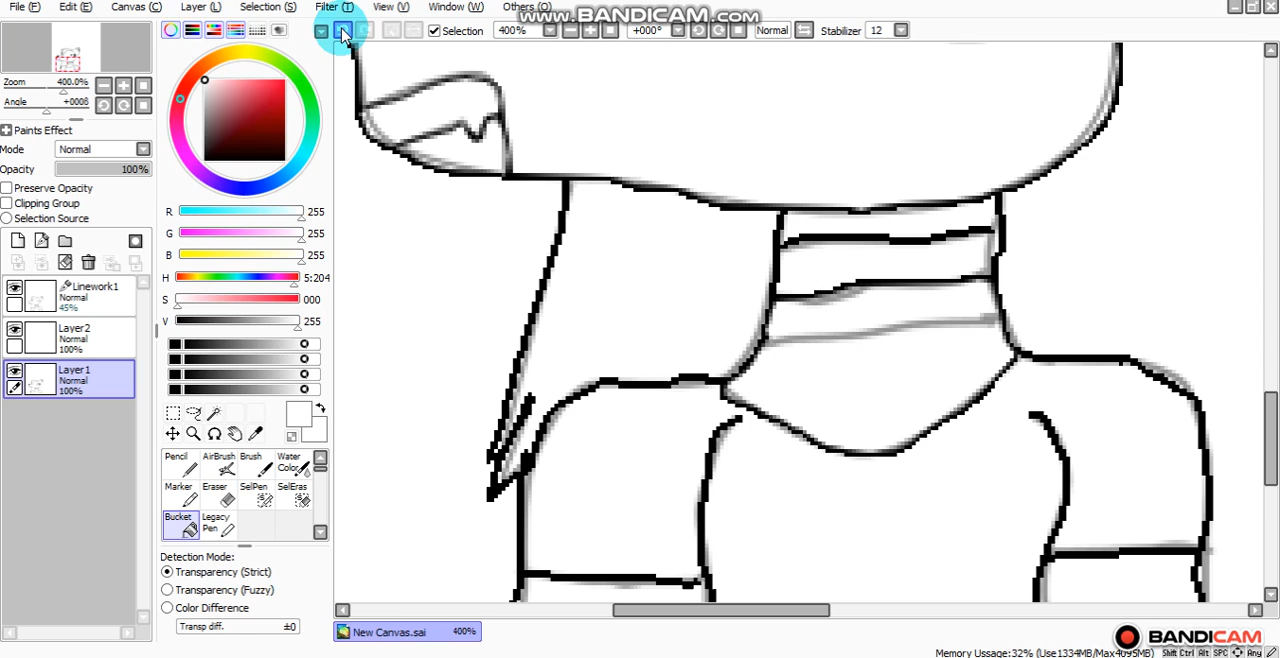 File (F) Edit (E) Canvas (C) Layer (L) Selection (S) Filter (T) View (V) Window (W) Others (O)
www.BANDICAM.com
Selection 400% +000° Normal Stabilizer 12
Zoom 400.0%
Angle +000ß
Paints Effect
Mode Normal
Opacity 100%
Preserve Opacity
Clipping Group
Selection Source
Linework1
Normal
45%
Layer2
Normal
100%
Layer1
Normal
100%
R 255
G 255
B 255
H 5:204
S 000
V 255
Pencil AirBrush Brush Water Color
Marker Eraser SelPen SelEras
Bucket Legacy Pen
Detection Mode:
Transparency (Strict)
Transparency (Fuzzy)
Color Difference
Transp diff. ±0
New Canvas.sai 400%
BANDICAM
Memory Ussage:32% (Use1334MB/Max4095MB) Shift Ctrl Alt SPC Any